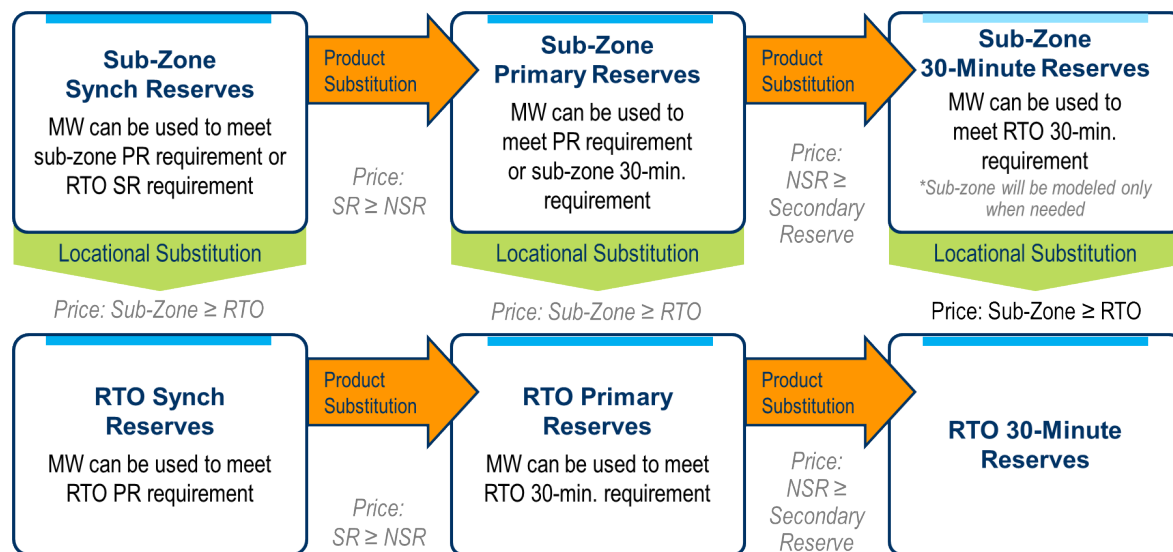 Sub-Zone
Synch Reserves
MW can be used to meet
sub-zone PR requirement or
RTO SR requirement
Product
Substitution
Price:
SR ≥ NSR
Sub-Zone
Primary Reserves
MW can be used to
meet PR requirement
or sub-zone 30-min.
requirement
Product
Substitution
Price:
NSR ≥
Secondary
Reserve
Sub-Zone
30-Minute Reserves
MW can be used to
meet RTO 30-min.
requirement
*Sub-zone will be modeled only
when needed
Locational Substitution
Locational Substitution
Locational Substitution
Price: Sub-Zone ≥ RTO
Price: Sub-Zone ≥ RTO
Price: Sub-Zone ≥ RTO
RTO Synch
Reserves
MW can be used to meet
RTO PR requirement
Product
Substitution
Price:
SR ≥ NSR
RTO Primary
Reserves
MW can be used to meet
RTO 30-min. requirement
Product
Substitution
Price:
NSR ≥
Secondary
Reserve
RTO 30-Minute
Reserves